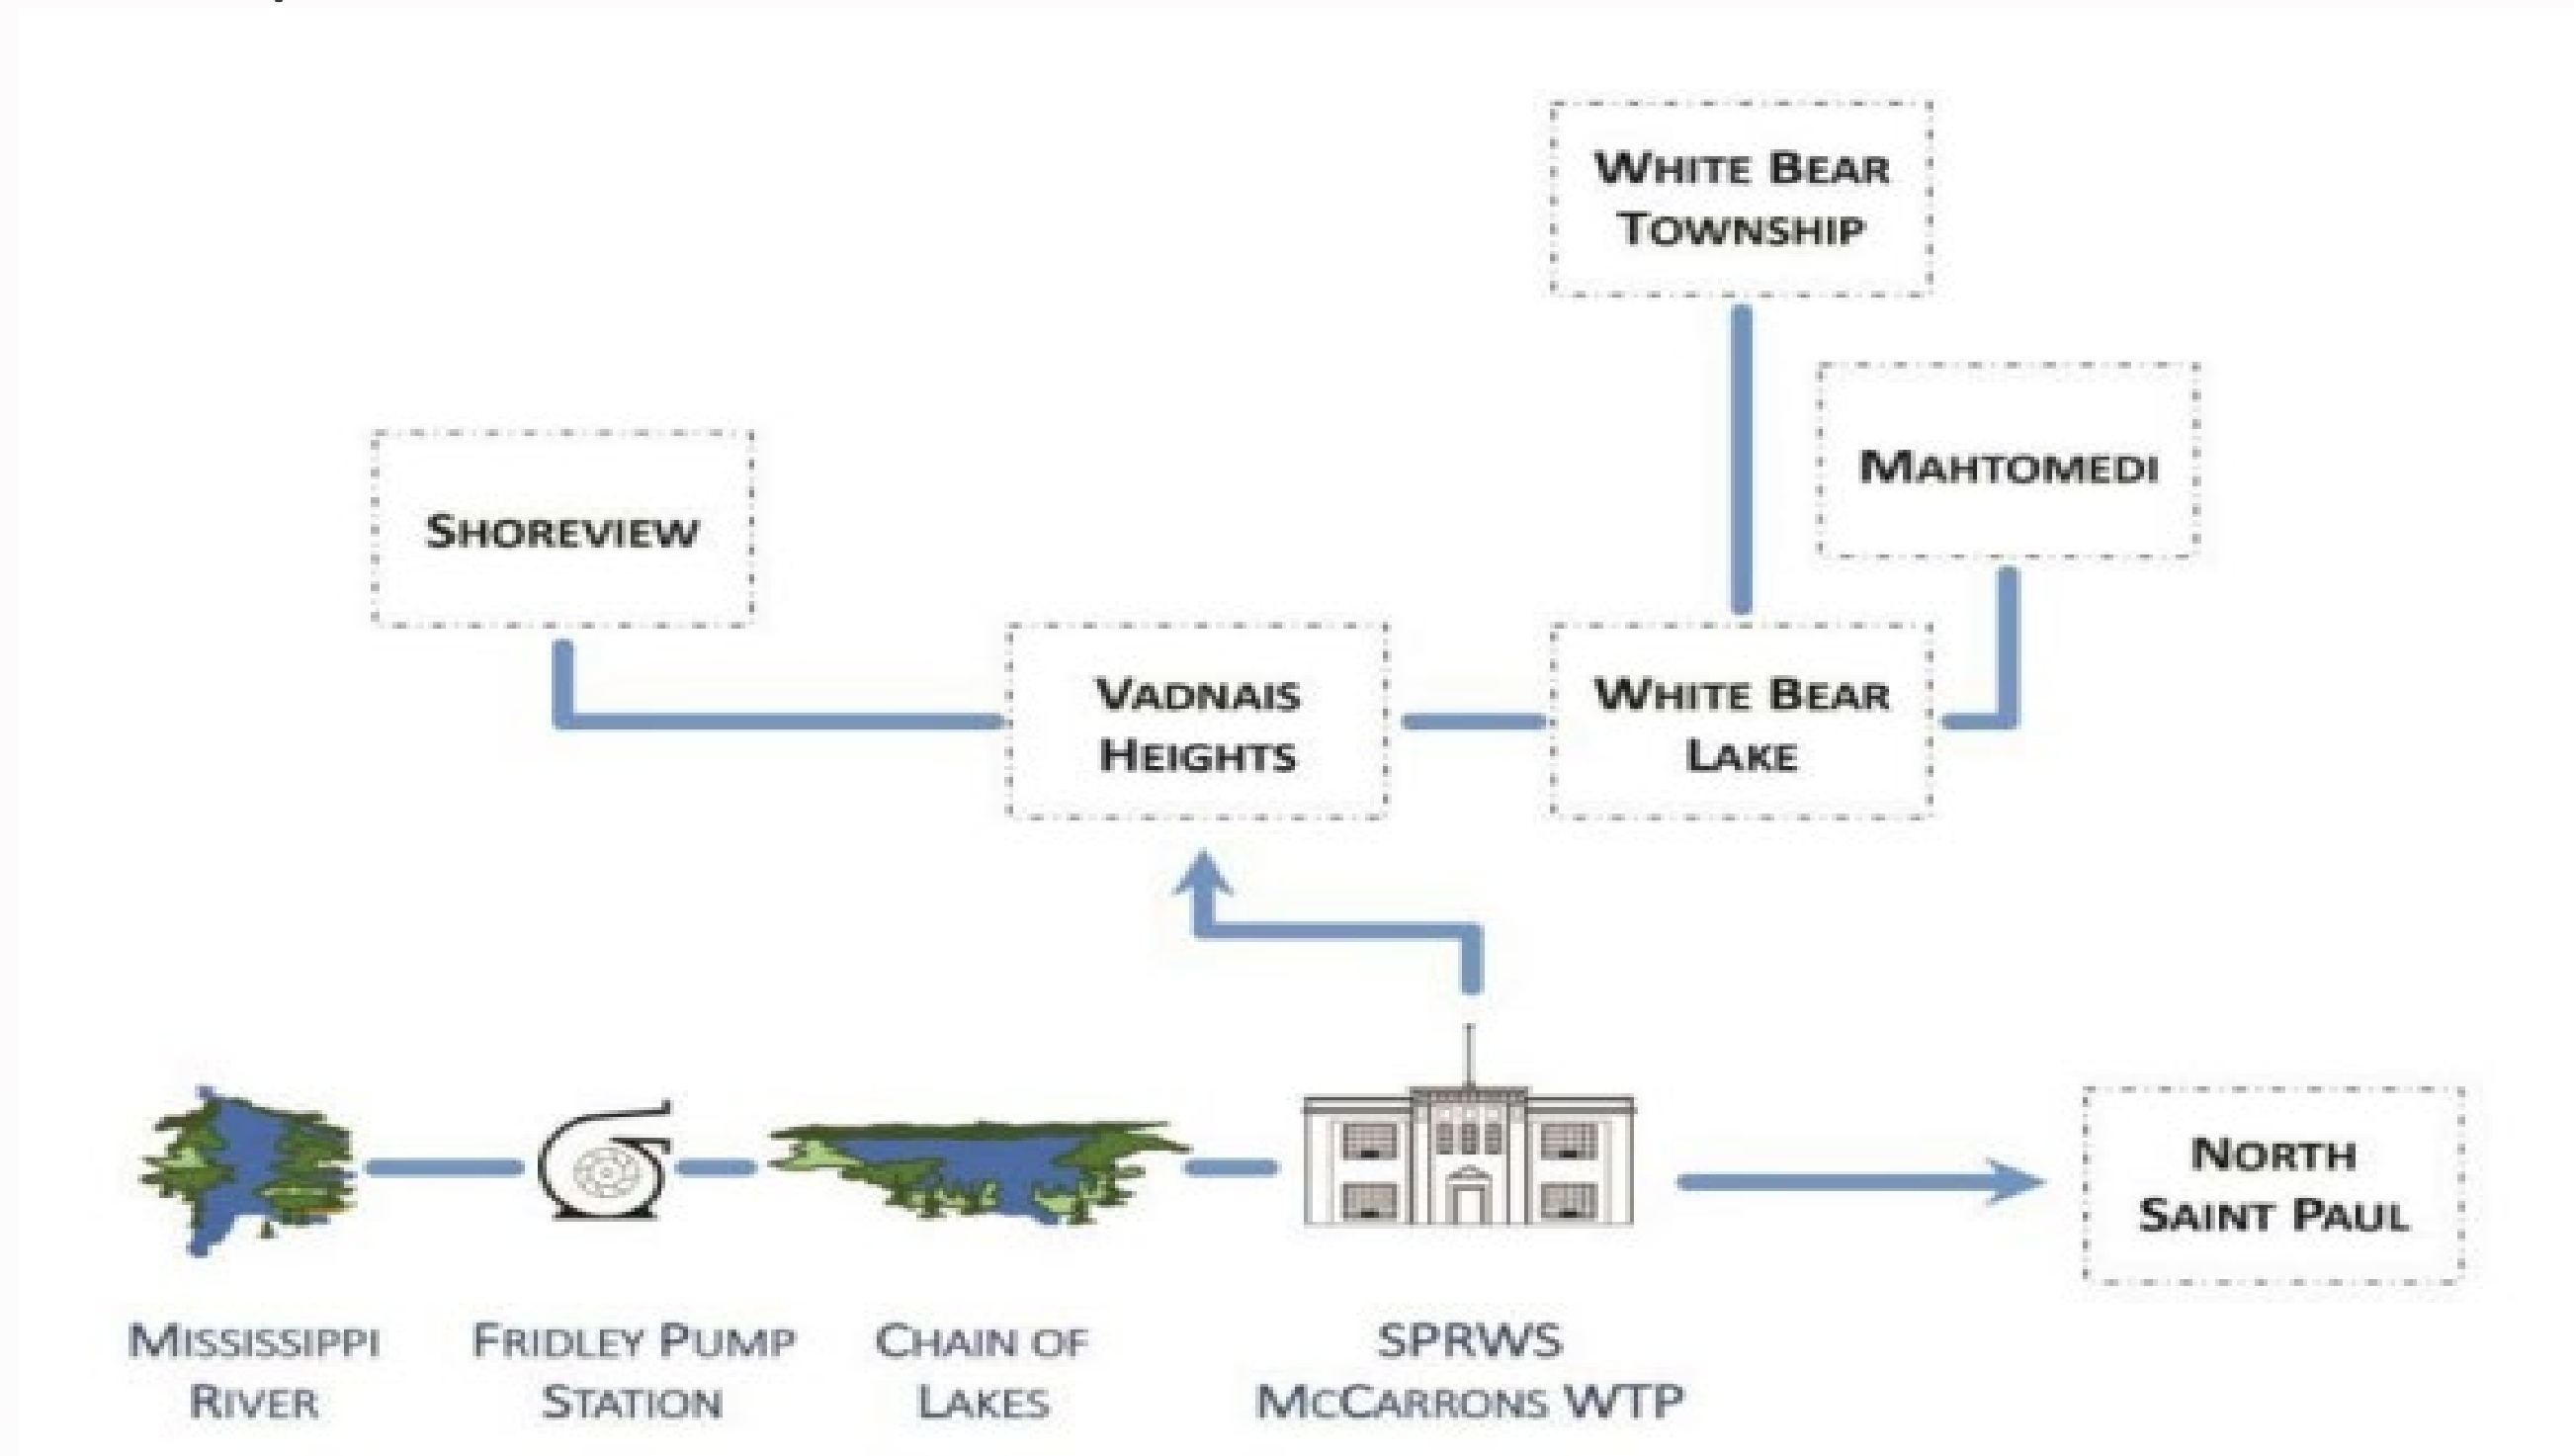 White Bear
Township
Mahtomedi
Shoreview
Vadnais
Heights
White Bear
Lake
North
Saint Paul
Mississippi
River
Fridley Pump
Station
Chain of
Lakes
SPRWS
McCarrons WTP